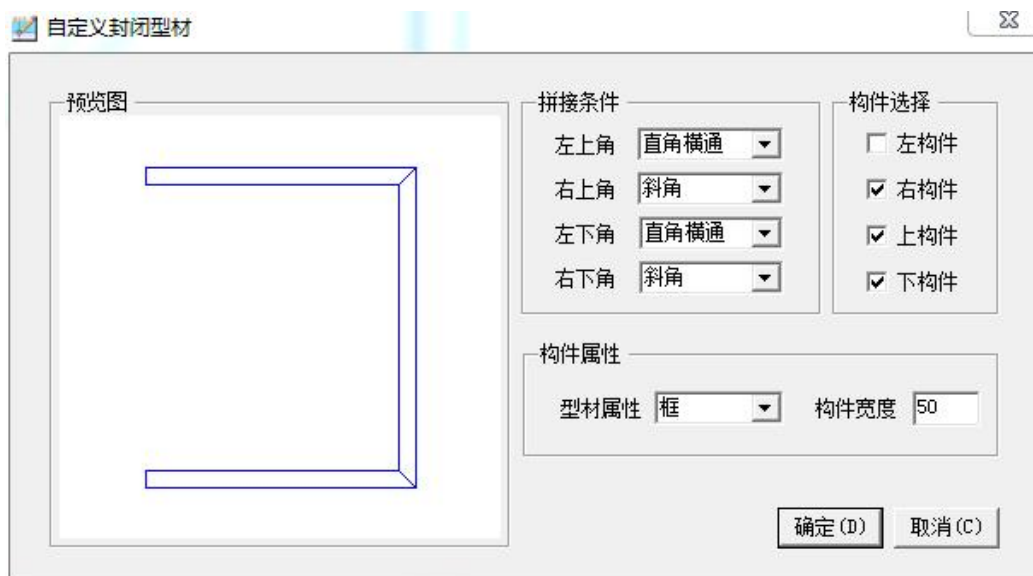 自定义封闭型材
预览图
拼接条件
左上角 直角横通
右上角 斜角
左下角 直角横通
右下角 斜角
构件选择
左构件
右构件
上构件
下构件
构件属性
型材属性 框 构件宽度 50
确定(D) 取消(C)